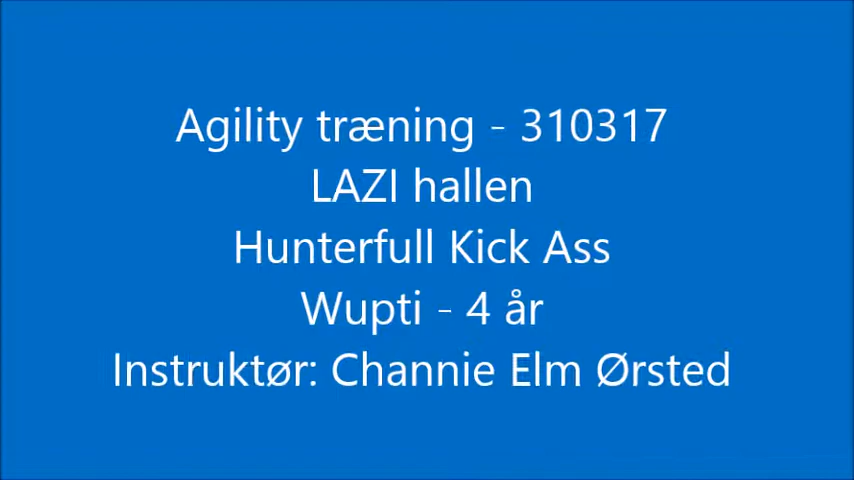 Agility træning - 310317
LAZI hallen
Hunterfull Kick Ass
Wupti - 4 år
Instruktør: Channie Elm Ørsted